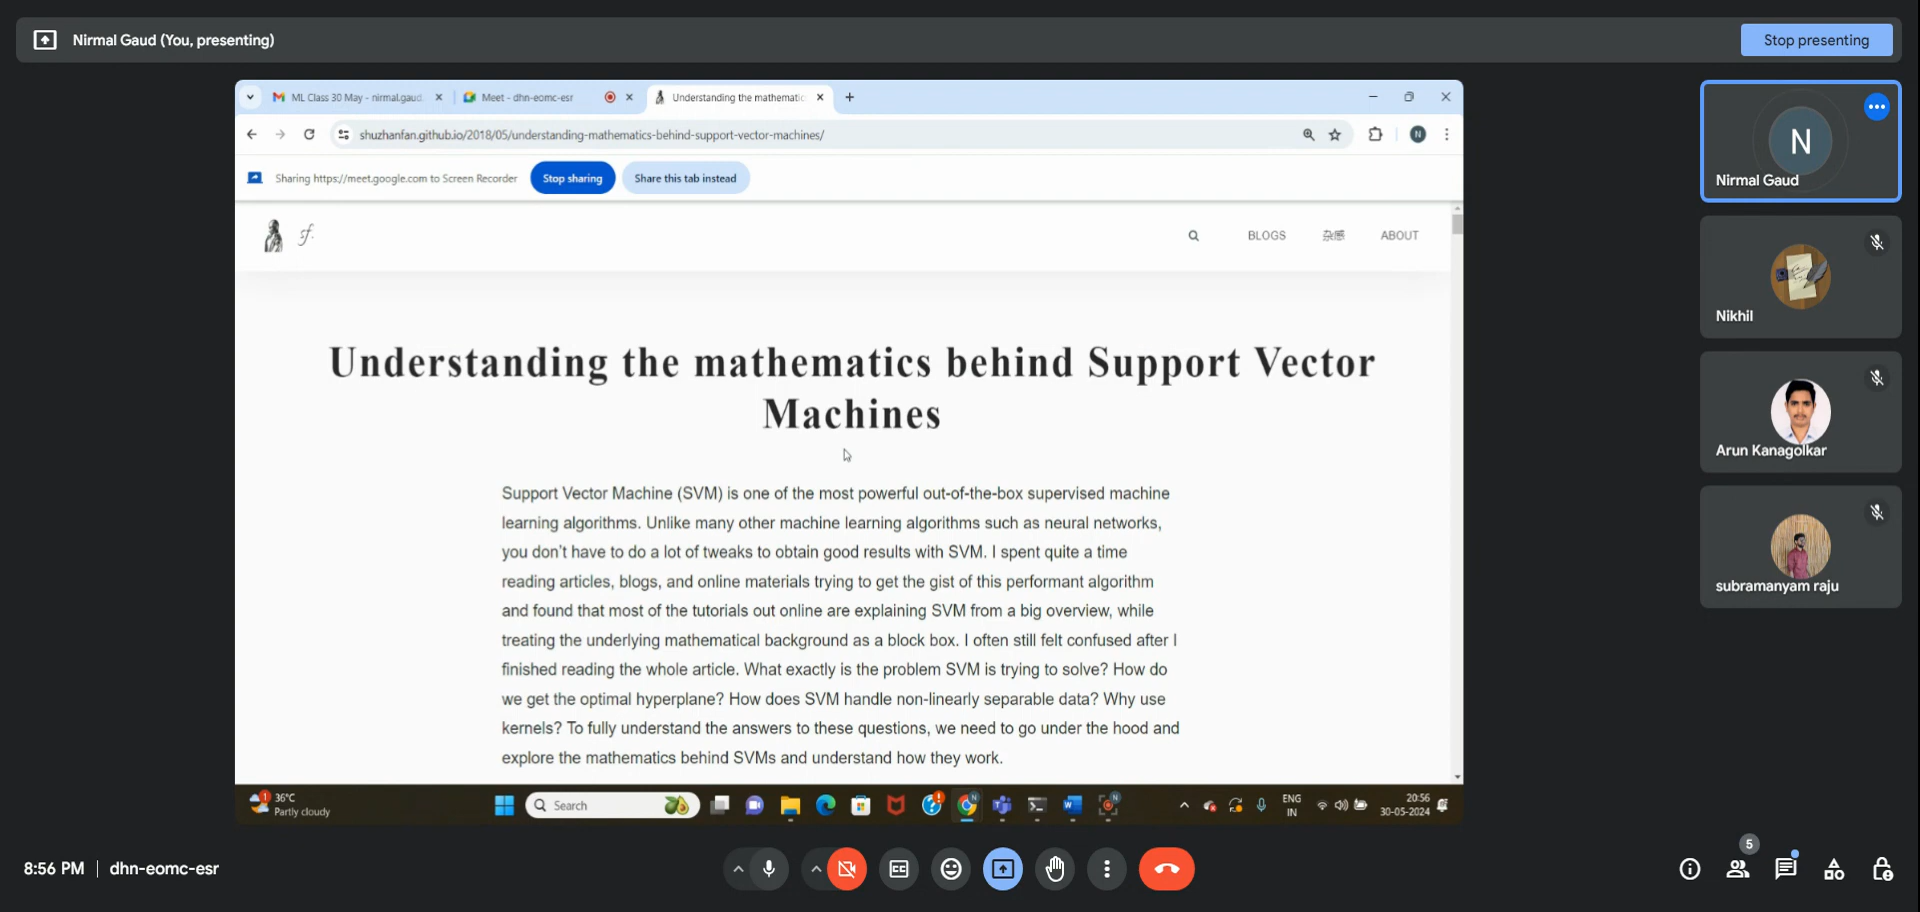 Nirmal Gaud (You, presenting)
Stop presenting
ML Class 30 May - nirmal.gaud
Meet - dhn-eomc-esr
Understanding the mathematic
shuzhanfan.github.io/2018/05/understanding-mathematics-behind-support-vector-machines/
N
Sharing https://meet.google.com to Screen Recorder
Stop sharing
Share this tab instead
sf.
BLOGS
杂感
ABOUT
Understanding the mathematics behind Support Vector
Machines
Support Vector Machine (SVM) is one of the most powerful out-of-the-box supervised machine
learning algorithms. Unlike many other machine learning algorithms such as neural networks,
you don't have to do a lot of tweaks to obtain good results with SVM. I spent quite a time
reading articles, blogs, and online materials trying to get the gist of this performant algorithm
and found that most of the tutorials out online are explaining SVM from a big overview, while
treating the underlying mathematical background as a block box. I often still felt confused after I
finished reading the whole article. What exactly is the problem SVM is trying to solve? How do
we get the optimal hyperplane? How does SVM handle non-linearly separable data? Why use
kernels? To fully understand the answers to these questions, we need to go under the hood and
explore the mathematics behind SVMs and understand how they work.
1
36°C
Partly cloudy
Search
ENG
IN
20:56
30-05-2024
N
Nirmal Gaud
Nikhil
Arun Kanagolkar
subramanyam raju
8:56 PM | dhn-eomc-esr
5